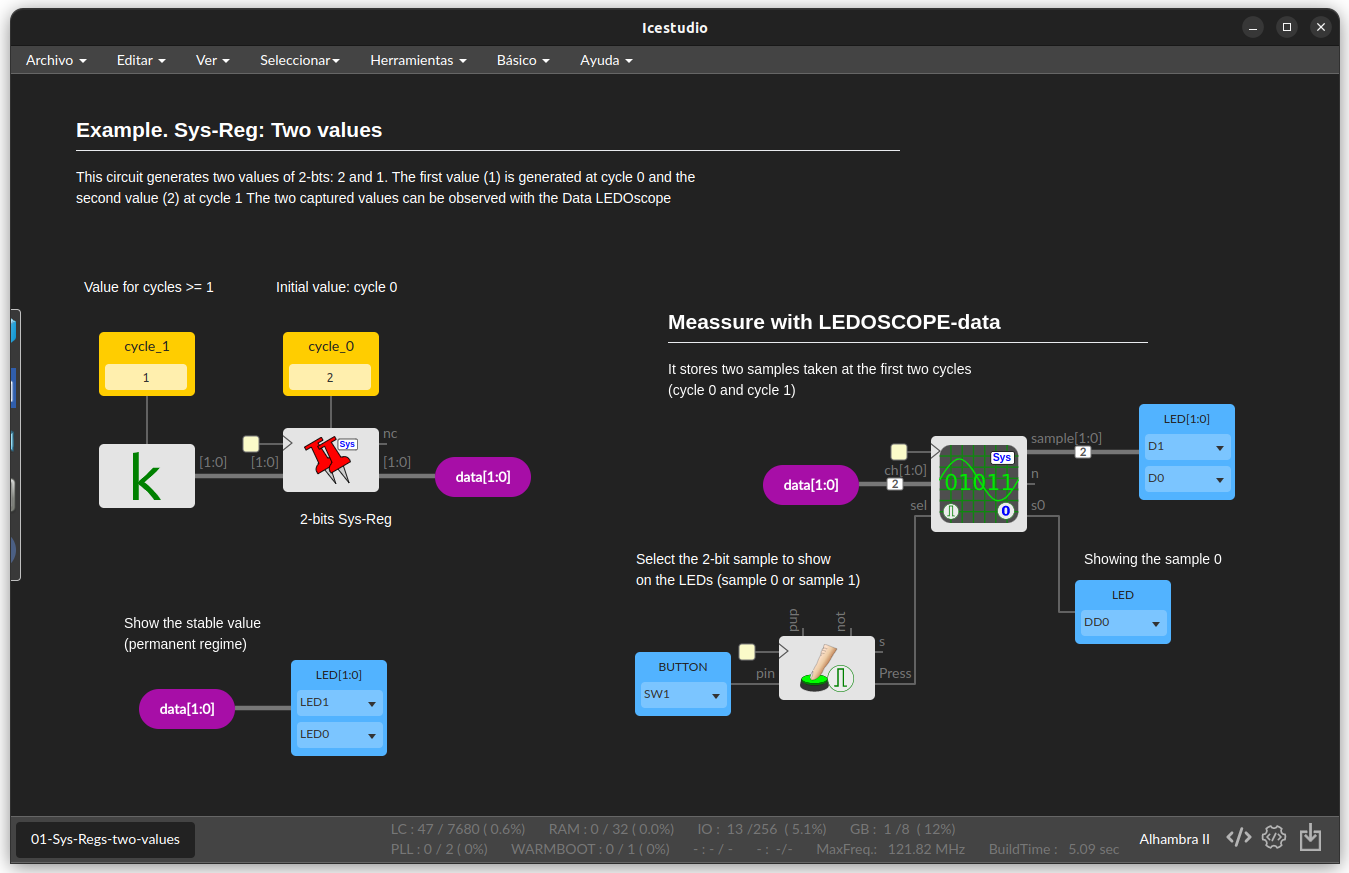 Icestudio
Archivo Editar Ver Seleccionar Herramientas Básico Ayuda
Example. Sys-Reg: Two values
This circuit generates two values of 2-bts: 2 and 1. The first value (1) is generated at cycle 0 and the
second value (2) at cycle 1 The two captured values can be observed with the Data LEDOscope
Value for cycles >= 1
Initial value: cycle 0
cycle_1
1
cycle_0
2
k
[1:0]
[1:0]
Sys
nc
[1:0]
data[1:0]
2-bits Sys-Reg
Meassure with LEDOSCOPE-data
It stores two samples taken at the first two cycles
(cycle 0 and cycle 1)
data[1:0]
ch[1:0]
2
sel
Sys
01011
0
sample[1:0]
2
n
s0
LED[1:0]
D1
D0
Select the 2-bit sample to show
on the LEDs (sample 0 or sample 1)
Showing the sample 0
LED
DD0
BUTTON
SW1
pin
pup
not
s
Press
Show the stable value
(permanent regime)
data[1:0]
LED[1:0]
LED1
LED0
01-Sys-Regs-two-values
LC : 47 / 7680 ( 0.6%) RAM : 0 / 32 ( 0.0%) IO : 13 /256 ( 5.1%) GB : 1 /8 ( 12%)
PLL : 0 / 2 ( 0%) WARMBOOT : 0 / 1 ( 0%) - : - / - - : -/- MaxFreq.: 121.82 MHz BuildTime : 5.09 sec
Alhambra II